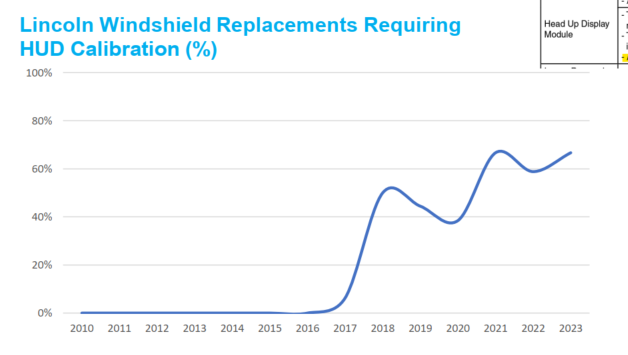 Lincoln Windshield Replacements Requiring
HUD Calibration (%)
Head Up Display
Module
100%
80%
60%
40%
20%
0%
2010 2011 2012 2013 2014 2015 2016 2017 2018 2019 2020 2021 2022 2023